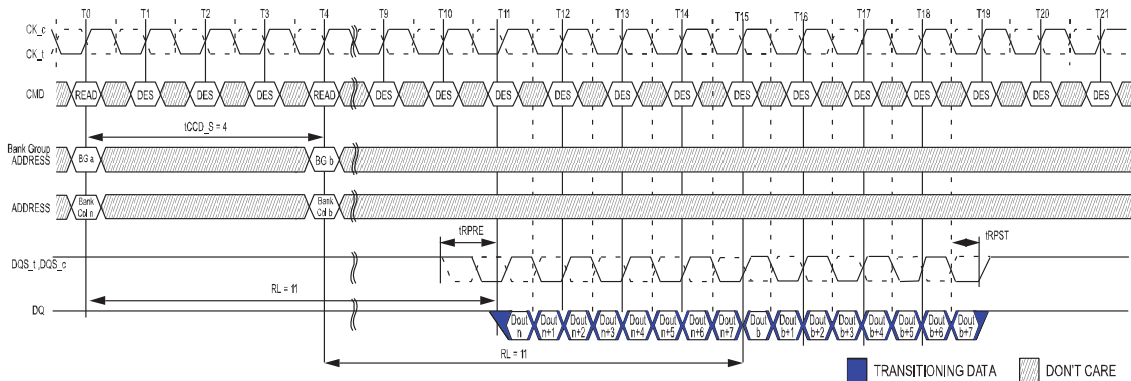 T0 T1 T2 T3 T4 T9 T10 T11 T12 T13 T14 T15 T16 T17 T18 T19 T20 T21
CK_c
CK_t
CMD READ DES DES DES READ DES DES DES DES DES DES DES DES DES DES DES DES DES
tCCD_S = 4
Bank Group
ADDRESS BG a BG b
ADDRESS Bank Col n Bank Col b
tRPRE tRPST
DQS_t ,DQS_c
RL = 11
DQ Dout n Dout n+1 Dout n+2 Dout n+3 Dout n+4 Dout n+5 Dout n+6 Dout n+7 Dout b Dout b+1 Dout b+2 Dout b+3 Dout b+4 Dout b+5 Dout b+6 Dout b+7
RL = 11
TRANSITIONING DATA DON'T CARE